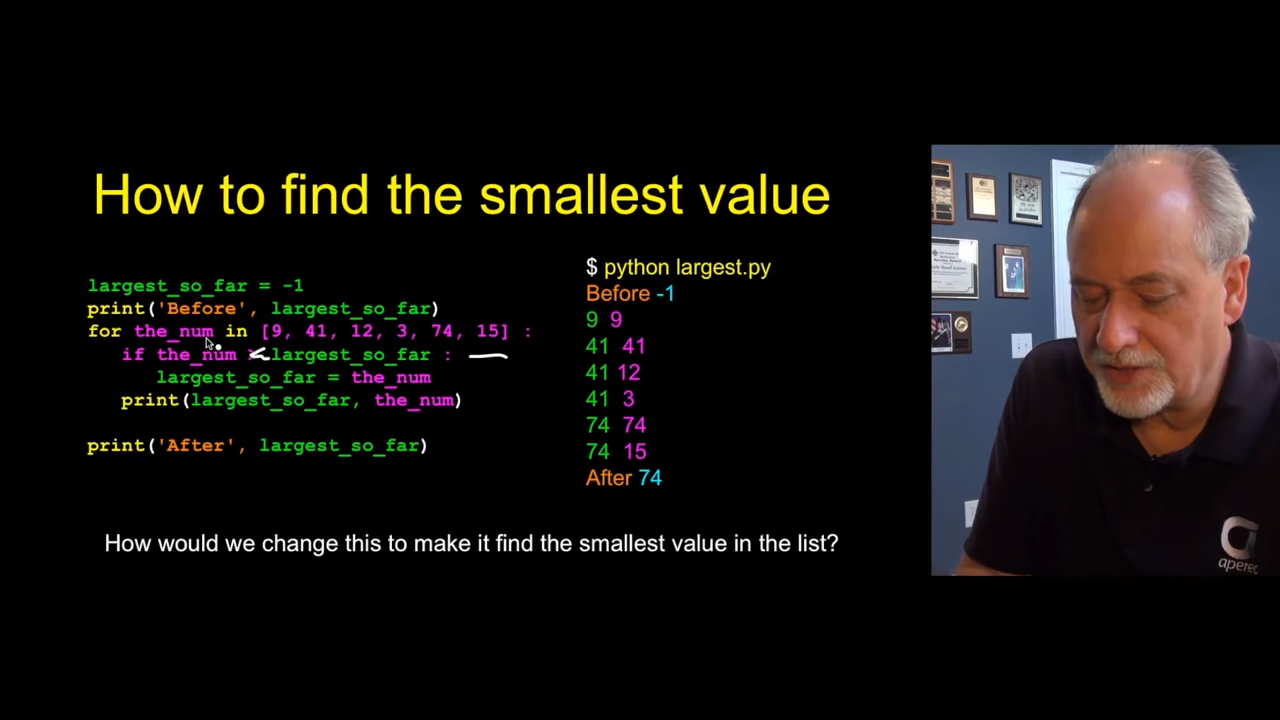 How to find the smallest value
largest_so_far = -1
print('Before', largest_so_far)
for the_num in [9, 41, 12, 3, 74, 15] :
if the_num < largest_so_far :
largest_so_far = the_num
print(largest_so_far, the_num)
print('After', largest_so_far)
$ python largest.py
Before -1
9 9
41 41
41 12
41 3
74 74
74 15
After 74
How would we change this to make it find the smallest value in the list?
apereo